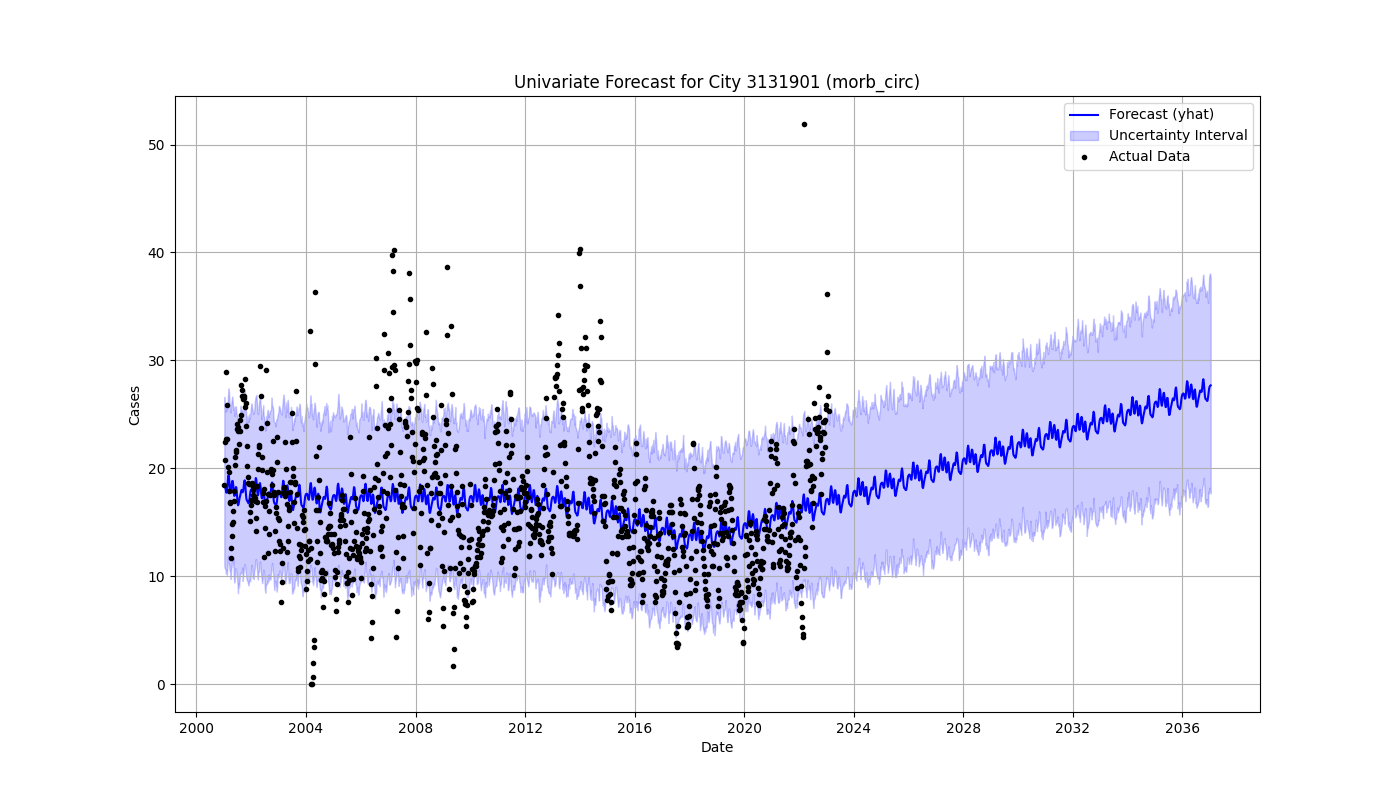 Univariate Forecast for City 3131901 (morb_circ)
Forecast (yhat)
Uncertainty Interval
Actual Data
Cases
50
40
30
20
10
0
2000 2004 2008 2012 2016 2020 2024 2028 2032 2036
Date